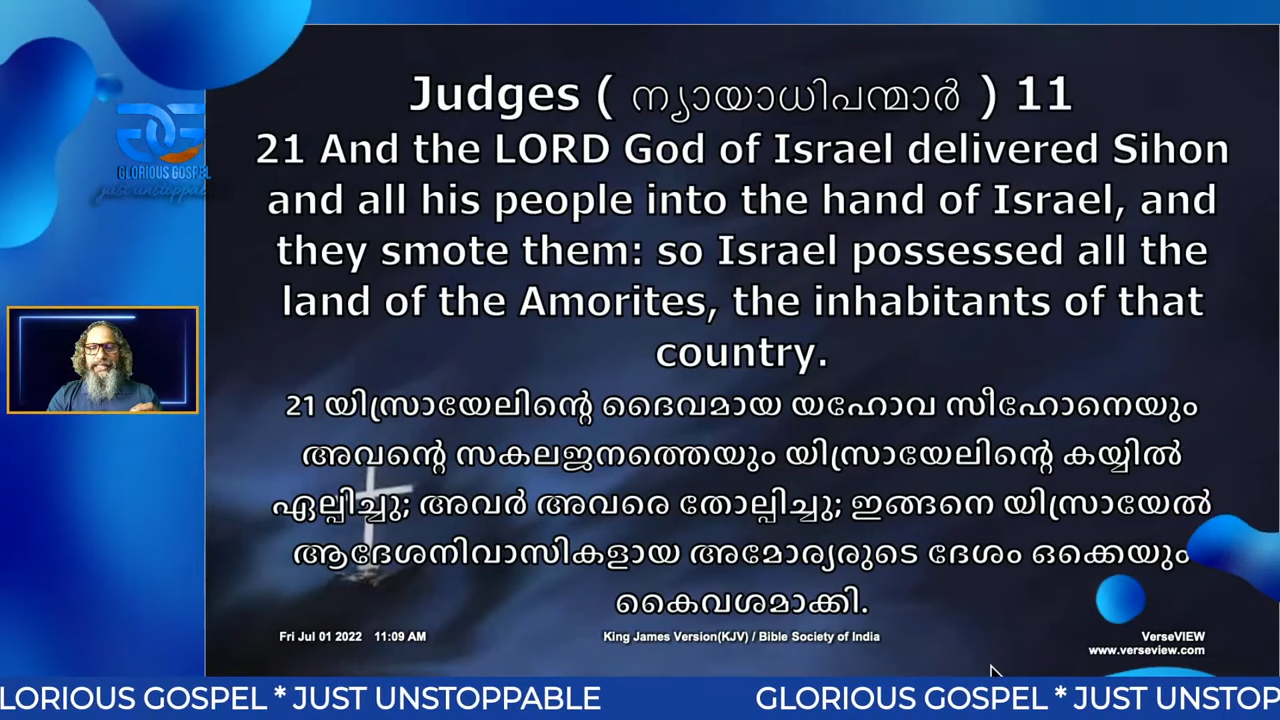 Judges ( ന്യായാധിപന്മാർ ) 11
21 And the LORD God of Israel delivered Sihon
and all his people into the hand of Israel, and
they smote them: so Israel possessed all the
land of the Amorites, the inhabitants of that
country.
21 യിസ്രായേലിന്റെ ദൈവമായ യഹോവ സീഹോനെയും
അവന്റെ സകലജനത്തെയും യിസ്രായേലിന്റെ കയ്യിൽ
ഏല്പിച്ചു; അവർ അവരെ തോല്പിച്ചു; ഇങ്ങനെ യിസ്രായേൽ
ആദേശനിവാസികളായ അമോര്യരുടെ ദേശം ഒക്കെയും
കൈവശമാക്കി.
GLORIOUS GOSPEL
just unstoppable
Fri Jul 01 2022 11:09 AM
King James Version(KJV) / Bible Society of India
VerseVIEW
www.verseview.com
LORIOUS GOSPEL * JUST UNSTOPPABLE GLORIOUS GOSPEL * JUST UNSTOP